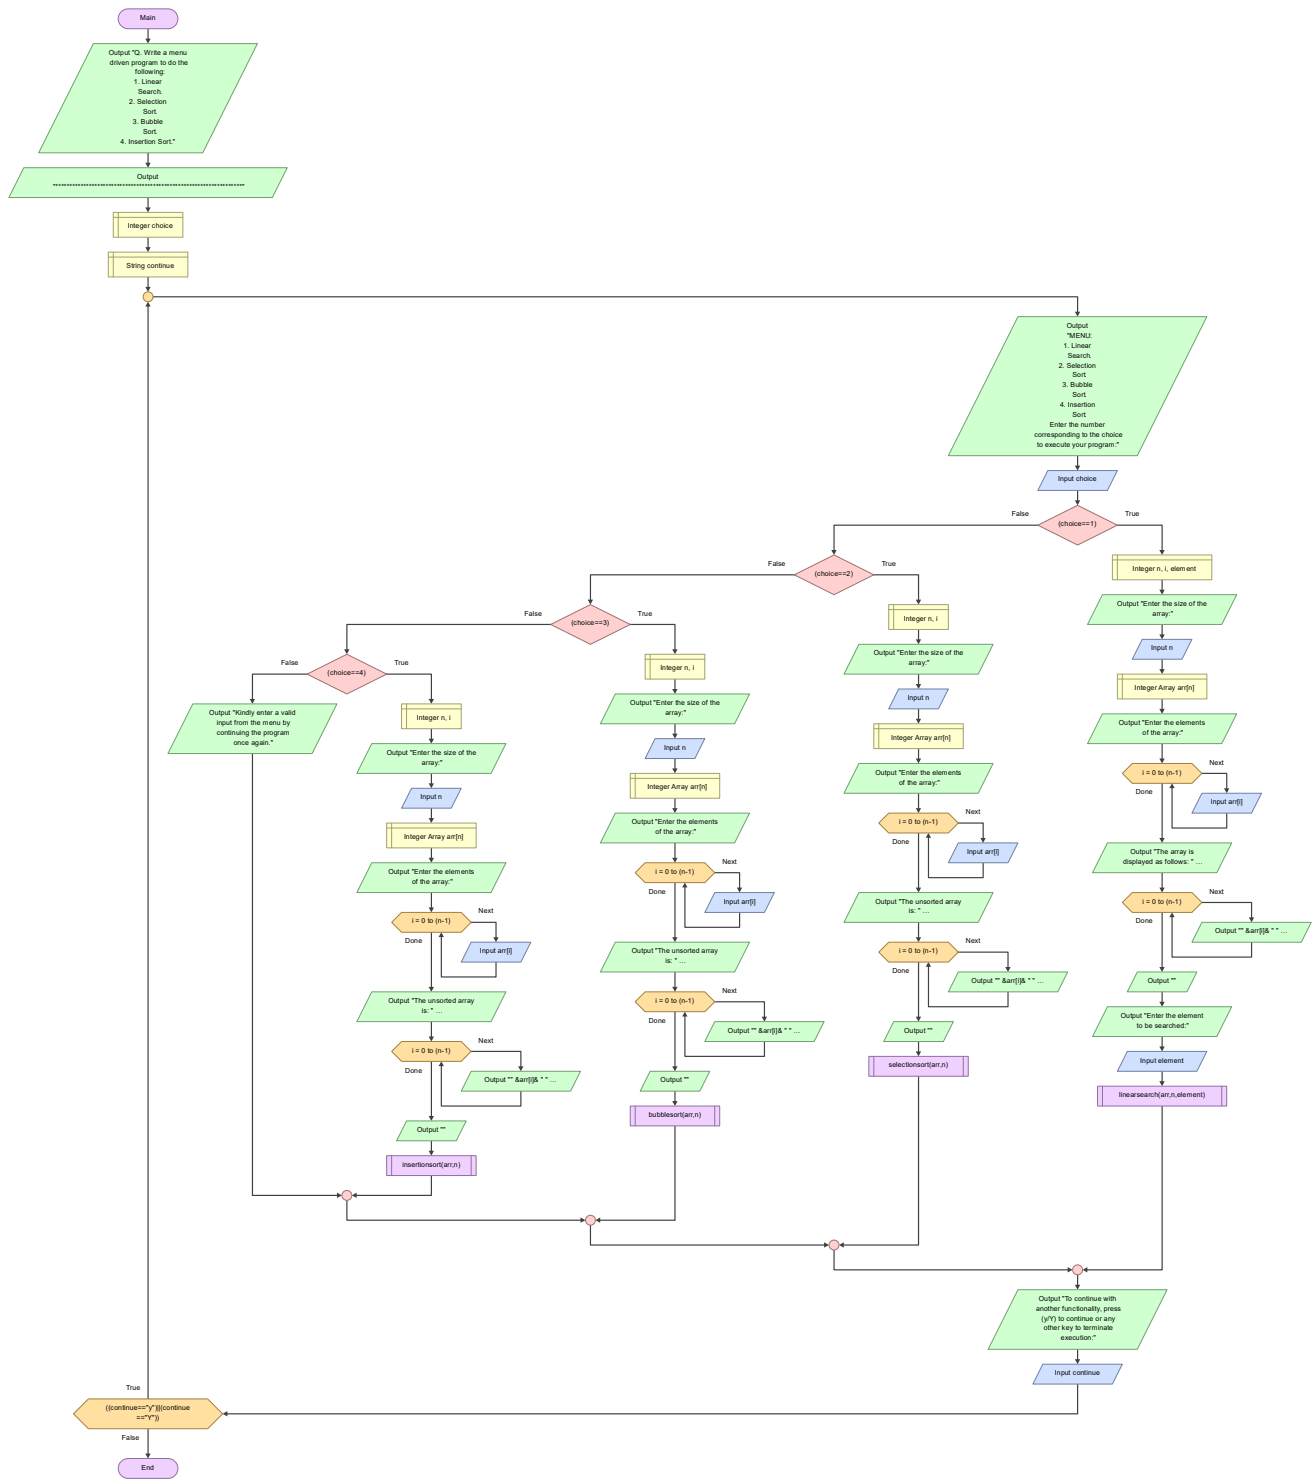 Main
Output "Q. Write a menu
driven program to do the
following:
1. Linear
Search.
2. Selection
Sort.
3. Bubble
Sort.
4. Insertion Sort."
Output
Integer choice
String continue
Output
"MENU:
1. Linear
Search.
2. Selection
Sort
3. Bubble
Sort
4. Insertion
Sort
Enter the number
corresponding to the choice
to execute your program:"
Input choice
(choice==1)
False
True
Integer n, i, element
Output "Enter the size of the
array:"
Input n
Integer Array arr[n]
Output "Enter the elements
of the array:"
i = 0 to (n-1)
Next
Input arr[i]
Done
Output "The array is
displayed as follows: " ...
i = 0 to (n-1)
Next
Output "" &arr[i]& " " ...
Done
Output ""
Output "Enter the element
to be searched:"
Input element
linearsearch(arr,n,element)
(choice==2)
False
True
Integer n, i
Output "Enter the size of the
array:"
Input n
Integer Array arr[n]
Output "Enter the elements
of the array:"
i = 0 to (n-1)
Next
Input arr[i]
Done
Output "The unsorted array
is: " ...
i = 0 to (n-1)
Next
Output "" &arr[i]& " " ...
Done
Output ""
selectionsort(arr,n)
(choice==3)
False
True
Integer n, i
Output "Enter the size of the
array:"
Input n
Integer Array arr[n]
Output "Enter the elements
of the array:"
i = 0 to (n-1)
Next
Input arr[i]
Done
Output "The unsorted array
is: " ...
i = 0 to (n-1)
Next
Output "" &arr[i]& " " ...
Done
Output ""
bubblesort(arr,n)
(choice==4)
False
True
Output "Kindly enter a valid
input from the menu by
continuing the program
once again."
Integer n, i
Output "Enter the size of the
array:"
Input n
Integer Array arr[n]
Output "Enter the elements
of the array:"
i = 0 to (n-1)
Next
Input arr[i]
Done
Output "The unsorted array
is: " ...
i = 0 to (n-1)
Next
Output "" &arr[i]& " " ...
Done
Output ""
insertionsort(arr,n)
Output "To continue with
another functionality, press
(y/Y) to continue or any
other key to terminate
execution:"
Input continue
True
((continue=="y")||(continue
=="Y"))
False
End